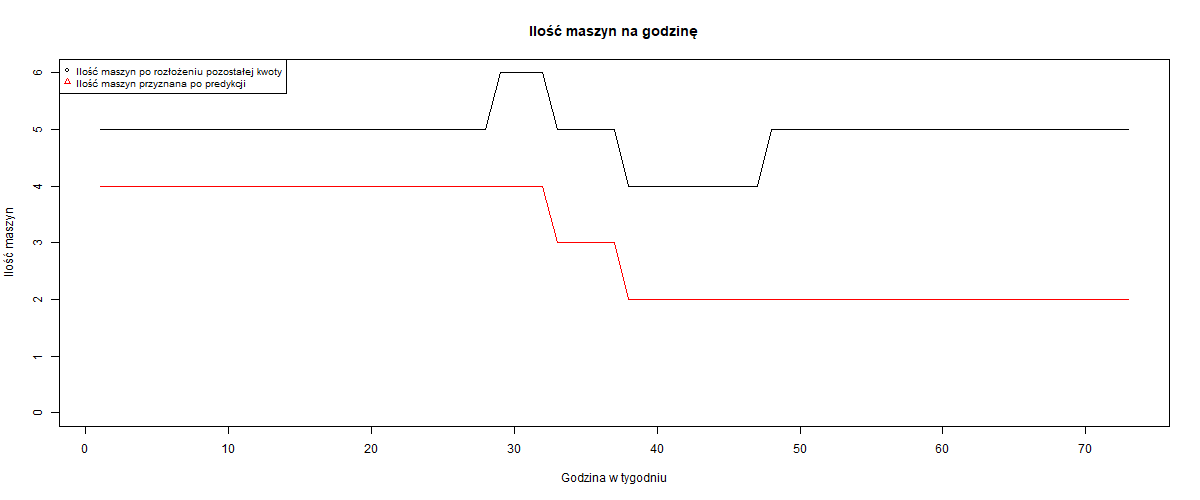 Ilość maszyn na godzinę
Ilość maszyn po rozłożeniu pozostałej kwoty
Ilość maszyn przyznana po predykcji
Ilość maszyn
6
5
4
3
2
1
0
0 10 20 30 40 50 60 70
Godzina w tygodniu